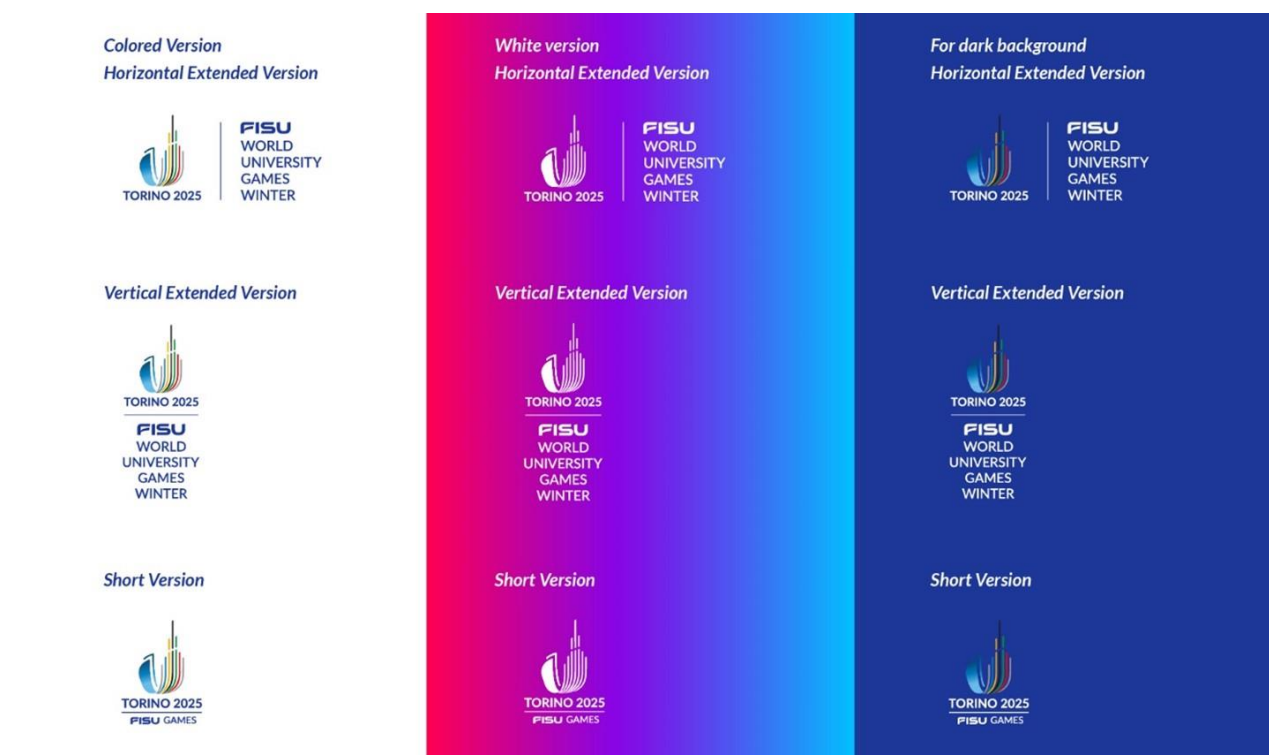 Colored Version
Horizontal Extended Version
TORINO 2025
FISU
WORLD
UNIVERSITY
GAMES
WINTER
Vertical Extended Version
TORINO 2025
FISU
WORLD
UNIVERSITY
GAMES
WINTER
Short Version
TORINO 2025
FISU GAMES
White version
Horizontal Extended Version
TORINO 2025
FISU
WORLD
UNIVERSITY
GAMES
WINTER
Vertical Extended Version
TORINO 2025
FISU
WORLD
UNIVERSITY
GAMES
WINTER
Short Version
TORINO 2025
FISU GAMES
For dark background
Horizontal Extended Version
TORINO 2025
FISU
WORLD
UNIVERSITY
GAMES
WINTER
Vertical Extended Version
TORINO 2025
FISU
WORLD
UNIVERSITY
GAMES
WINTER
Short Version
TORINO 2025
FISU GAMES